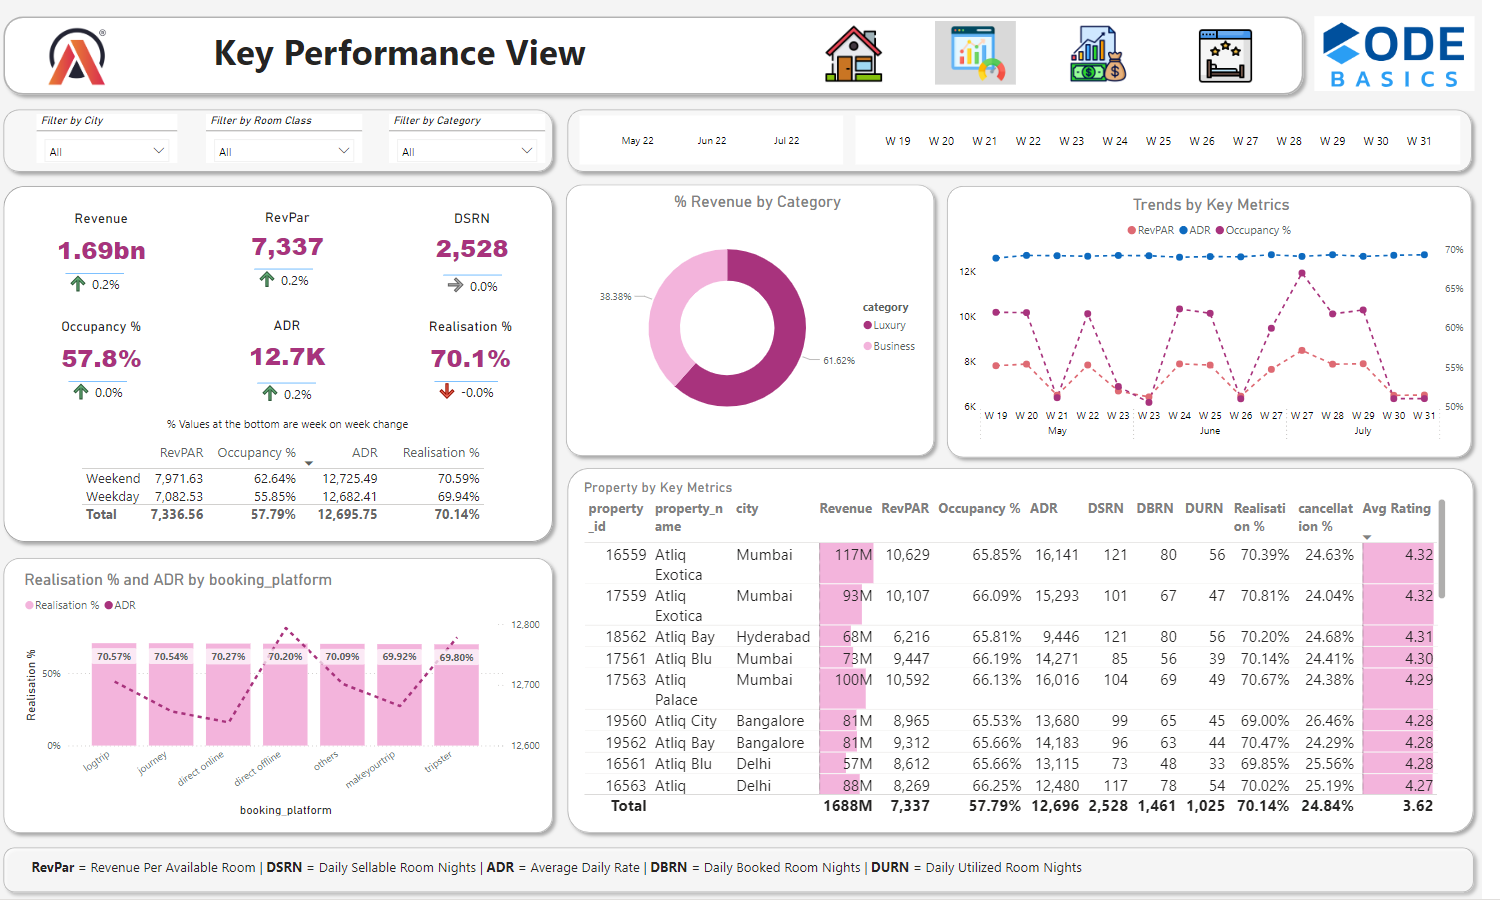 Key Performance View
®
CODE
BASICS
Filter by City
Filter by Room Class
Filter by Category
All
All
All
May 22 Jun 22 Jul 22
W 19 W 20 W 21 W 22 W 23 W 24 W 25 W 26 W 27 W 28 W 29 W 30 W 31
Revenue RevPar DSRN
1.69bn 7,337 2,528
0.2% 0.2% 0.0%
Occupancy % ADR Realisation %
57.8% 12.7K 70.1%
0.0% 0.2% -0.0%
% Values at the bottom are week on week change
RevPAR Occupancy % ADR Realisation %
Weekend 7,971.63 62.64% 12,725.49 70.59%
Weekday 7,082.53 55.85% 12,682.41 69.94%
Total 7,336.56 57.79% 12,695.75 70.14%
% Revenue by Category
38.38%
61.62%
category
Luxury
Business
Trends by Key Metrics
RevPAR ADR Occupancy %
12K
10K
8K
6K
70%
65%
60%
55%
50%
W 19 W 20 W 21 W 22 W 23 W 23 W 24 W 25 W 26 W 27 W 27 W 28 W 29 W 30 W 31
May June July
Realisation % and ADR by booking_platform
Realisation % ADR
Realisation %
50%
0%
70.57% 70.54% 70.27% 70.20% 70.09% 69.92% 69.80%
12,800
12,700
12,600
logtrip journey direct online direct offline others makeyourtrip tripster
booking_platform
Property by Key Metrics
property property_n city Revenue RevPAR Occupancy % ADR DSRN DBRN DURN Realisati cancellat Avg Rating
_id ame on % ion %
16559 Atliq Mumbai 117M 10,629 65.85% 16,141 121 80 56 70.39% 24.63% 4.32
Exotica
17559 Atliq Mumbai 93M 10,107 66.09% 15,293 101 67 47 70.81% 24.04% 4.32
Exotica
18562 Atliq Bay Hyderabad 68M 6,216 65.81% 9,446 121 80 56 70.20% 24.68% 4.31
17561 Atliq Blu Mumbai 73M 9,447 66.19% 14,271 85 56 39 70.14% 24.41% 4.30
17563 Atliq Mumbai 100M 10,592 66.13% 16,016 104 69 49 70.67% 24.38% 4.29
Palace
19560 Atliq City Bangalore 81M 8,965 65.53% 13,680 99 65 45 69.00% 26.46% 4.28
19562 Atliq Bay Bangalore 81M 9,312 65.66% 14,183 96 63 44 70.47% 24.29% 4.28
16561 Atliq Blu Delhi 57M 8,612 65.66% 13,115 73 48 33 69.85% 25.56% 4.28
16563 Atliq Delhi 88M 8,269 66.25% 12,480 117 78 54 70.02% 25.19% 4.27
Total 1688M 7,337 57.79% 12,696 2,528 1,461 1,025 70.14% 24.84% 3.62
RevPar = Revenue Per Available Room | DSRN = Daily Sellable Room Nights | ADR = Average Daily Rate | DBRN = Daily Booked Room Nights | DURN = Daily Utilized Room Nights